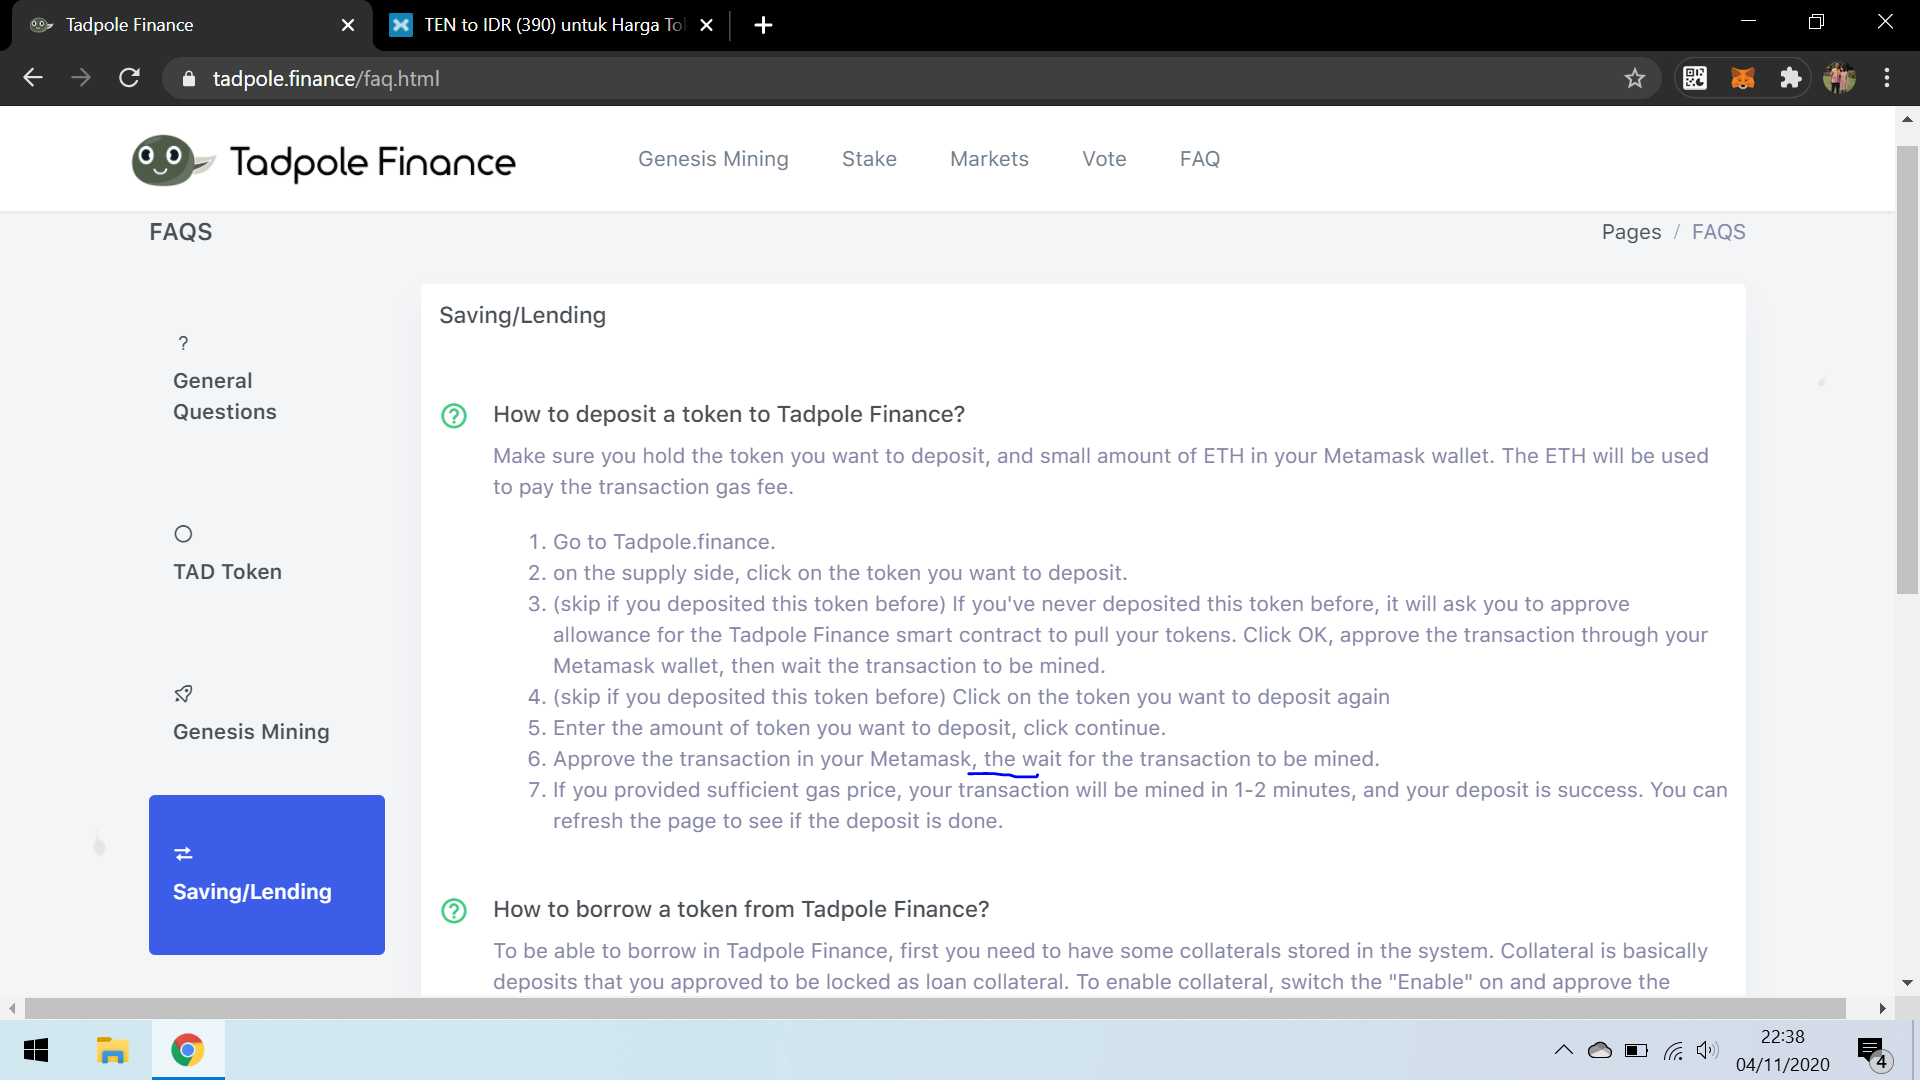 Tadpole Finance
TEN to IDR (390) untuk Harga To
tadpole.finance/faq.html
Tadpole Finance
Genesis Mining
Stake
Markets
Vote
FAQ
FAQS
Pages / FAQS
?
General
Questions
TAD Token
Genesis Mining
Saving/Lending
Saving/Lending
How to deposit a token to Tadpole Finance?
Make sure you hold the token you want to deposit, and small amount of ETH in your Metamask wallet. The ETH will be used
to pay the transaction gas fee.
1. Go to Tadpole.finance.
2. on the supply side, click on the token you want to deposit.
3. (skip if you deposited this token before) If you've never deposited this token before, it will ask you to approve
allowance for the Tadpole Finance smart contract to pull your tokens. Click OK, approve the transaction through your
Metamask wallet, then wait the transaction to be mined.
4. (skip if you deposited this token before) Click on the token you want to deposit again
5. Enter the amount of token you want to deposit, click continue.
6. Approve the transaction in your Metamask, the wait for the transaction to be mined.
7. If you provided sufficient gas price, your transaction will be mined in 1-2 minutes, and your deposit is success. You can
refresh the page to see if the deposit is done.
How to borrow a token from Tadpole Finance?
To be able to borrow in Tadpole Finance, first you need to have some collaterals stored in the system. Collateral is basically
deposits that you approved to be locked as loan collateral. To enable collateral, switch the "Enable" on and approve the
22:38
04/11/2020
4